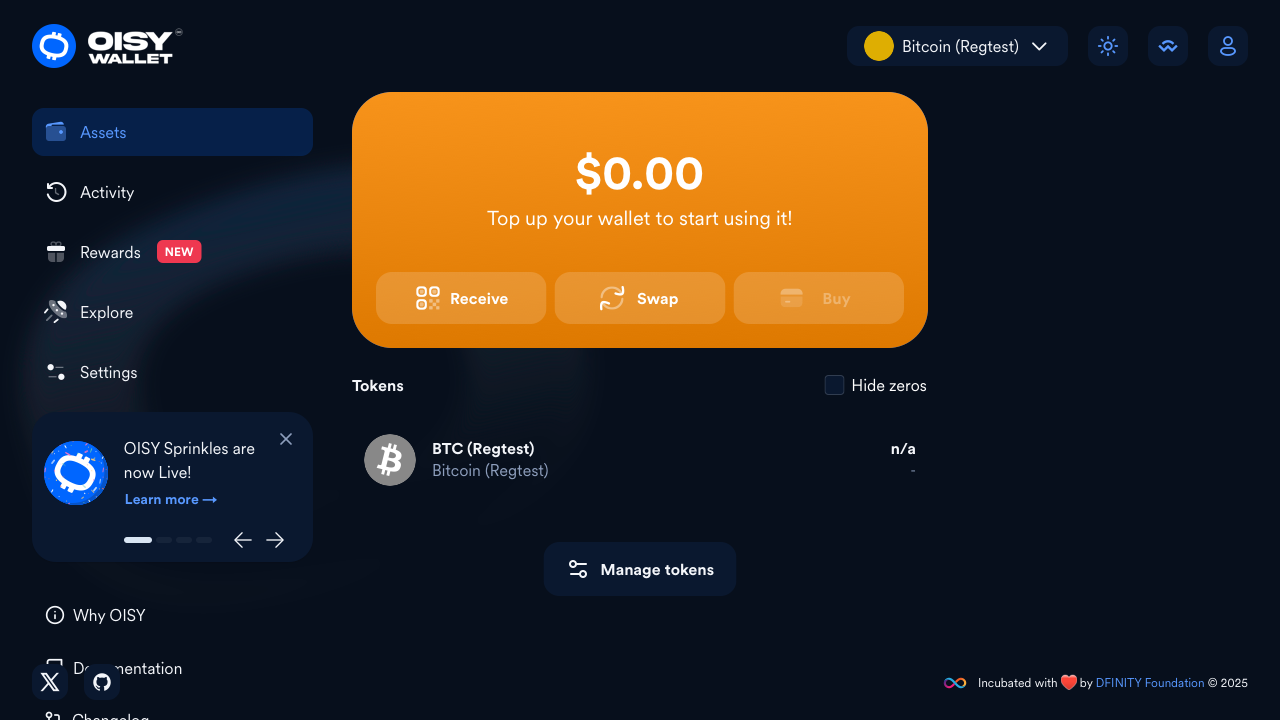 OISY
WALLET
Bitcoin (Regtest)
Assets
Activity
Rewards NEW
Explore
Settings
OISY Sprinkles are
now Live!
Learn more →
Why OISY
Documentation
Changelog
$0.00
Top up your wallet to start using it!
Receive
Swap
Buy
Tokens
Hide zeros
BTC (Regtest)
n/a
Bitcoin (Regtest)
-
Manage tokens
Incubated with ❤️ by DFINITY Foundation © 2025